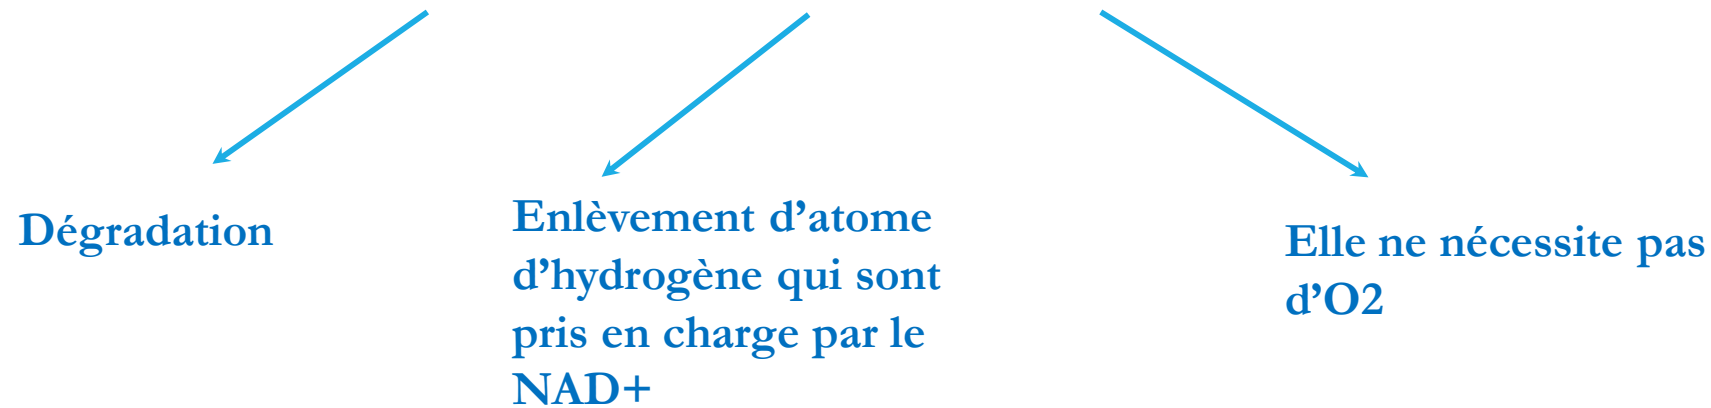 Dégradation
Enlèvement d’atome
d’hydrogène qui sont
pris en charge par le
NAD+
Elle ne nécessite pas
d’O2